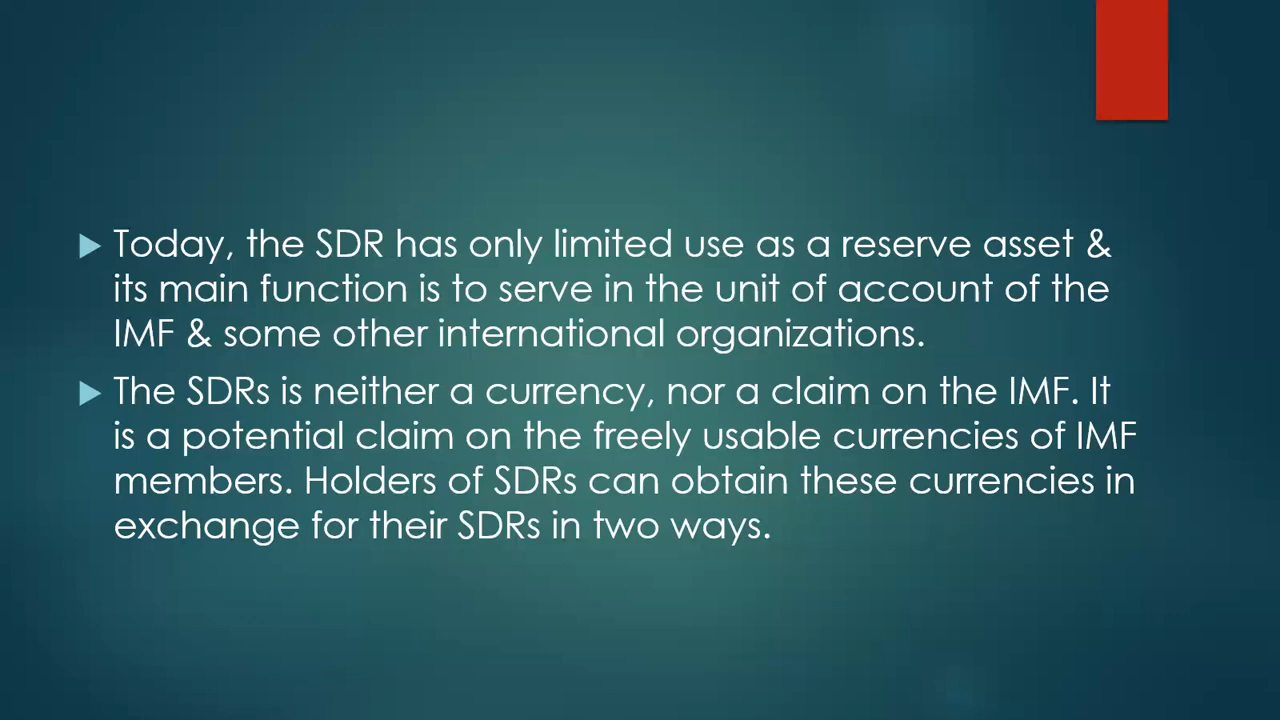 Today, the SDR has only limited use as a reserve asset &
its main function is to serve in the unit of account of the
IMF & some other international organizations.
The SDRs is neither a currency, nor a claim on the IMF. It
is a potential claim on the freely usable currencies of IMF
members. Holders of SDRs can obtain these currencies in
exchange for their SDRs in two ways.